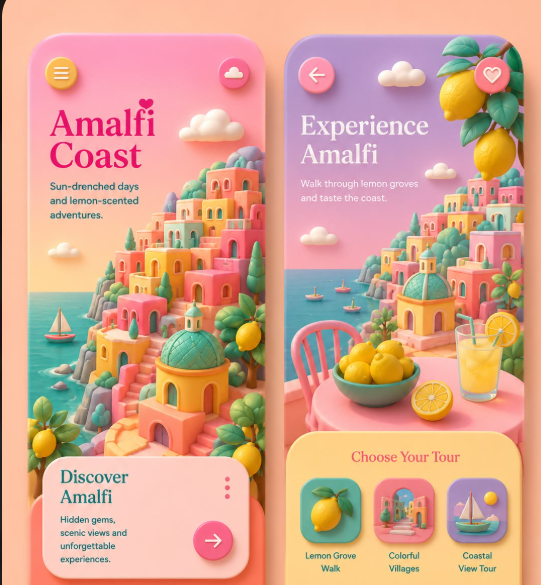 Amalfi
Coast
Sun-drenched days
and lemon-scented
adventures.
Discover
Amalfi
Hidden gems,
scenic views and
unforgettable
experiences.
Experience
Amalfi
Walk through lemon groves
and taste the coast.
Choose Your Tour
Lemon Grove
Walk
Colorful
Villages
Coastal
View Tour